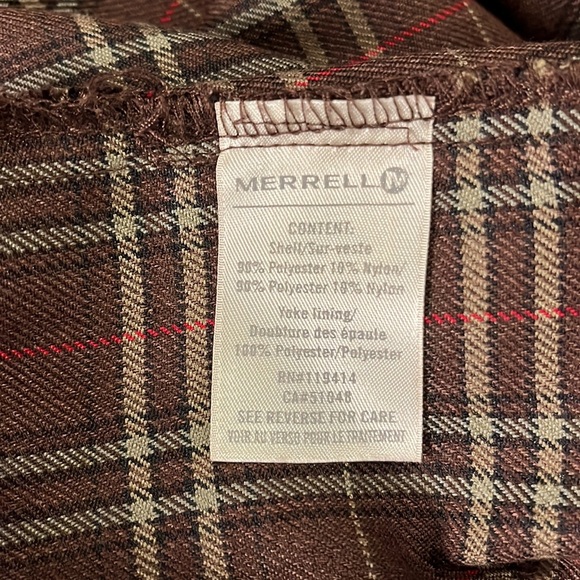 MERRELL
CONTENT:
Shell/Sur-veste
90% Polyester 10% Nylon/
90% Polyester 10% Nylon
Yoke lining/
Doubture des épaule
100% Polyester/Polyester
RN#119414
CA#51048
SEE REVERSE FOR CARE
VOIR AU VERSO POUR LE TRAITEMENT